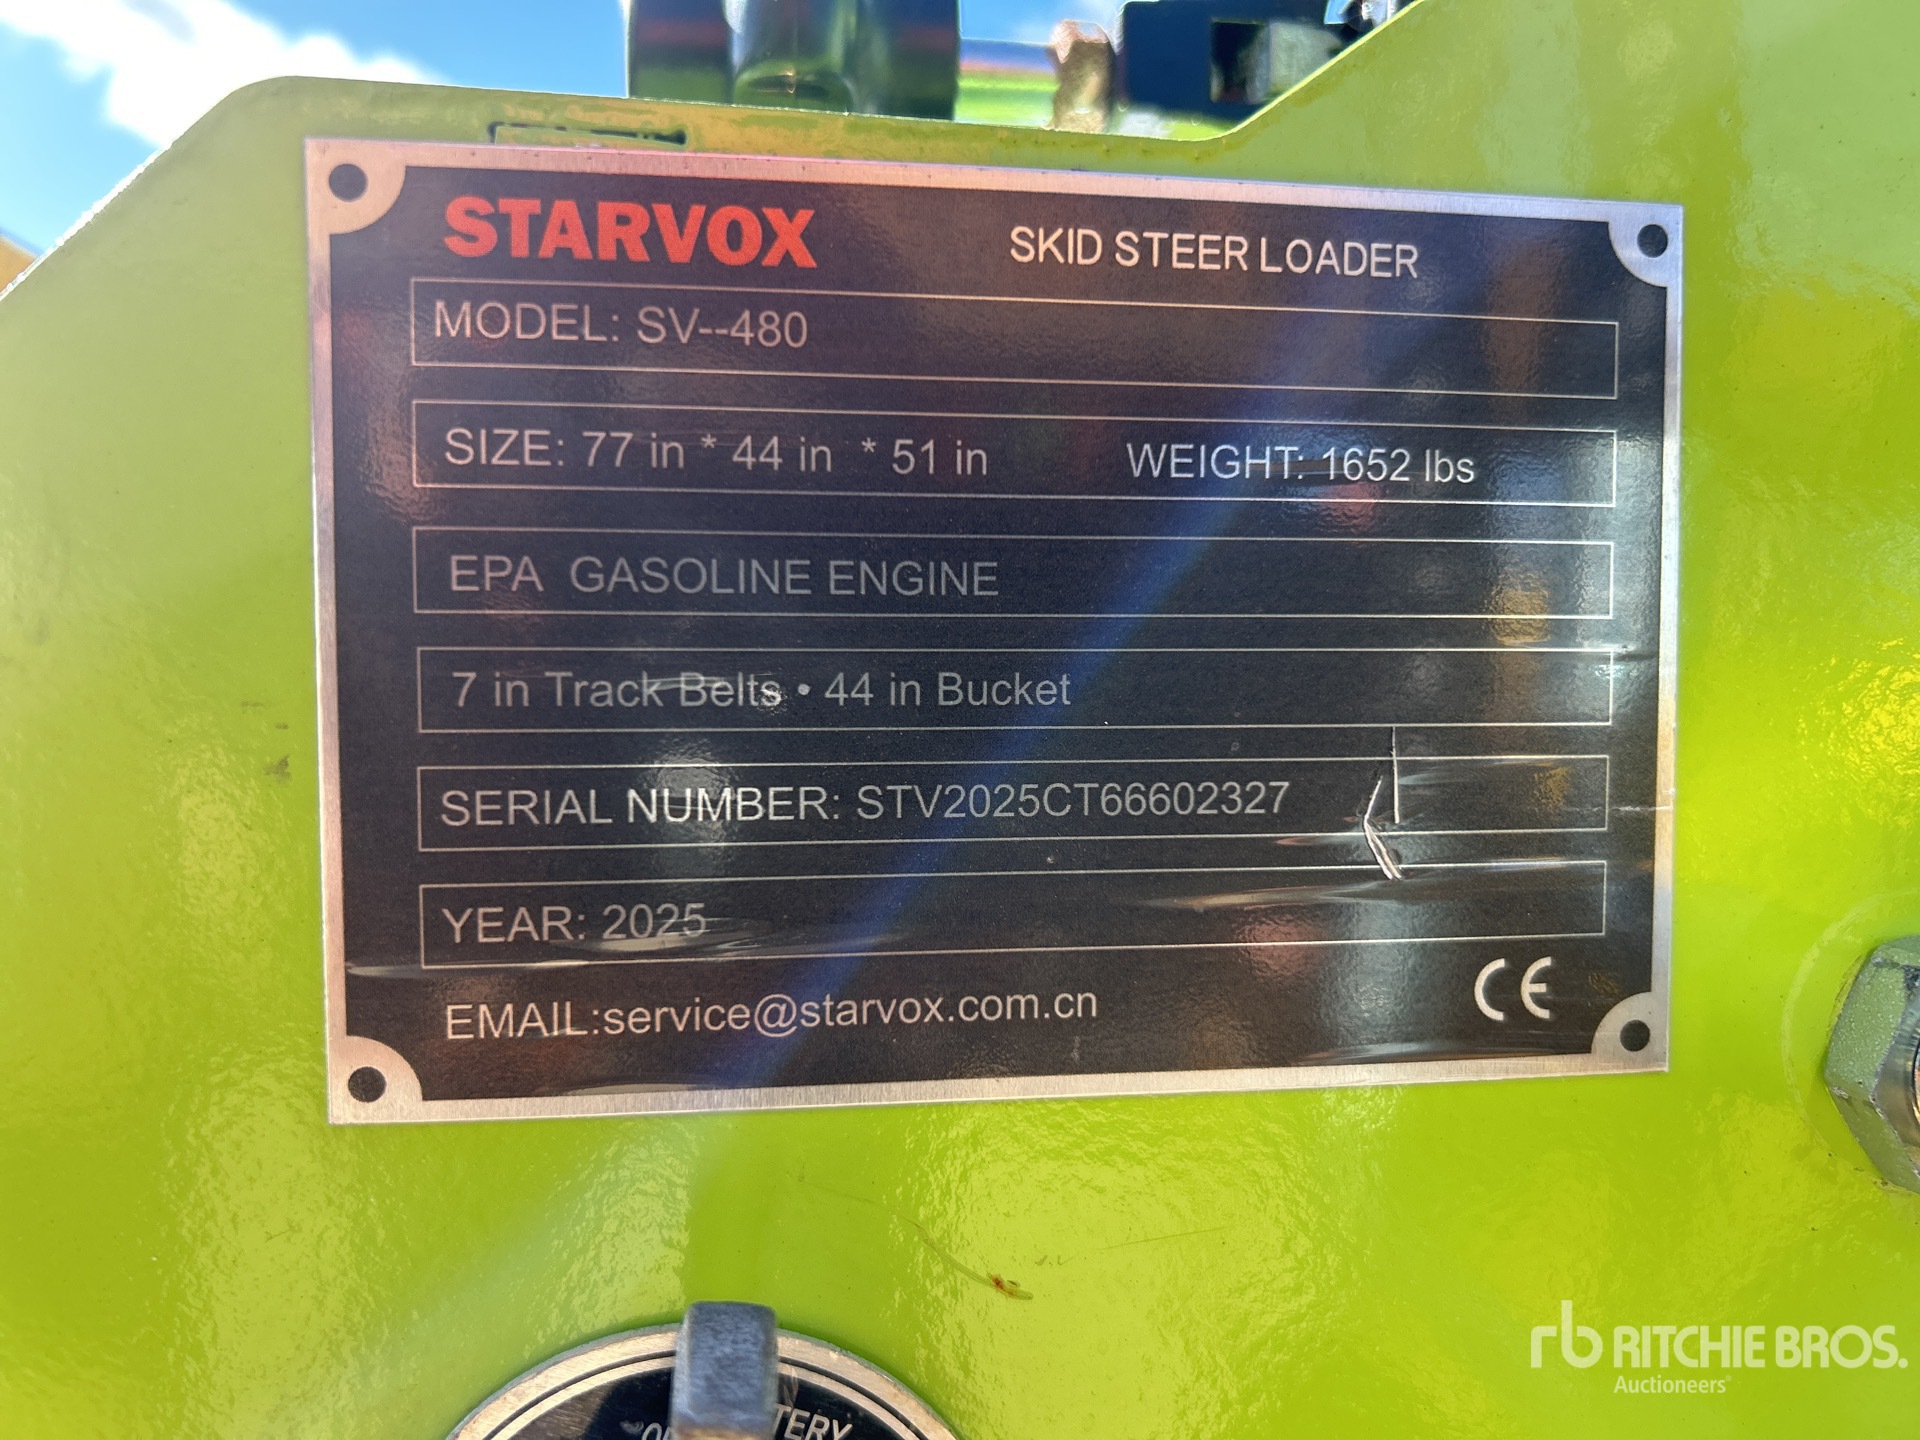 STARVOX SKID STEER LOADER
MODEL: SV--480
SIZE: 77 in * 44 in * 51 in WEIGHT: 1652 lbs
EPA GASOLINE ENGINE
7 in Track Belts • 44 in Bucket
SERIAL NUMBER: STV2025CT66602327
YEAR: 2025
EMAIL:service@starvox.com.cn CE
rb RITCHIE BROS.
Auctioneers